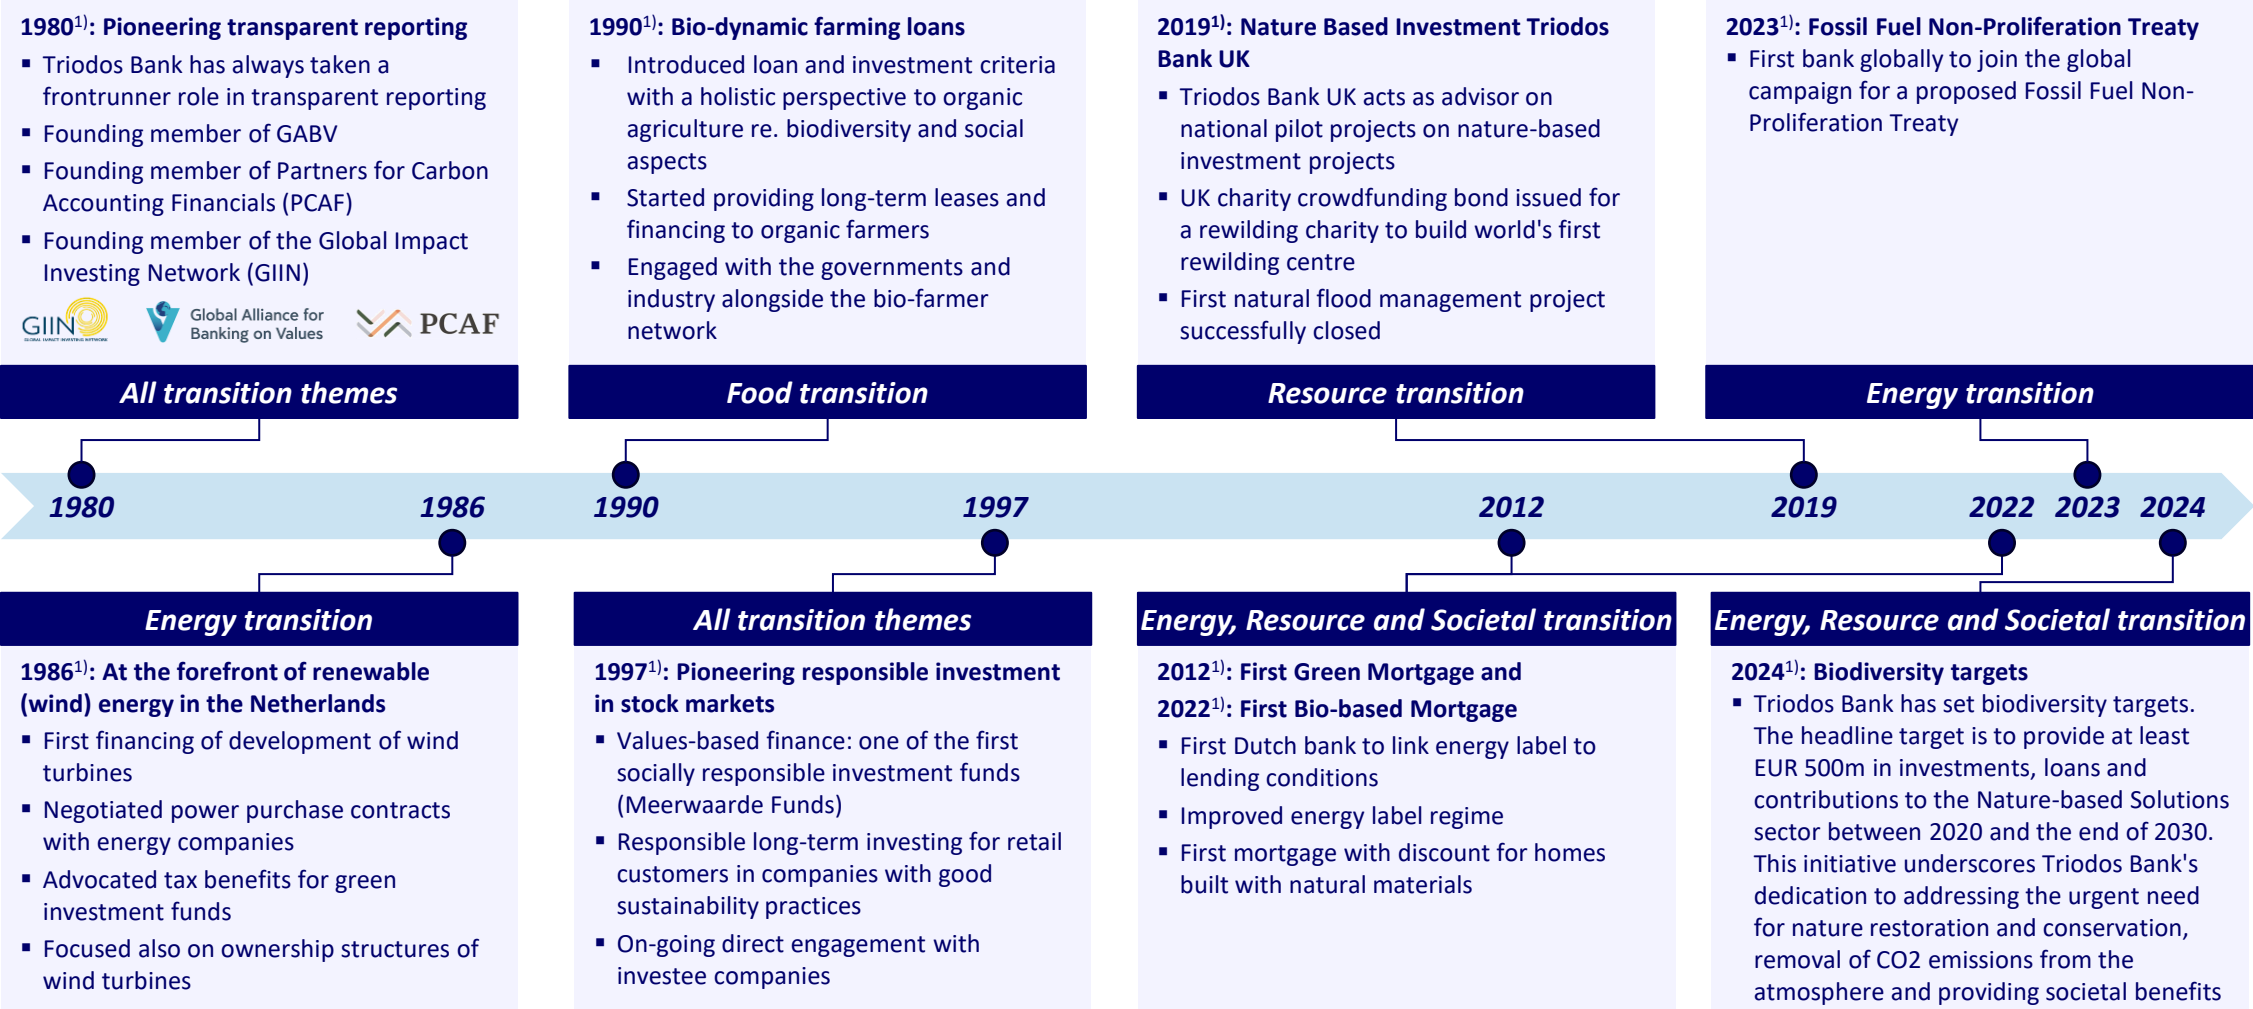 1980¹⁾: Pioneering transparent reporting
▪ Triodos Bank has always taken a
frontrunner role in transparent reporting
▪ Founding member of GABV
▪ Founding member of Partners for Carbon
Accounting Financials (PCAF)
▪ Founding member of the Global Impact
Investing Network (GIIN)
GIIN
GLOBAL IMPACT INVESTING NETWORK
Global Alliance for
Banking on Values
PCAF
All transition themes
1990¹⁾: Bio-dynamic farming loans
▪ Introduced loan and investment criteria
with a holistic perspective to organic
agriculture re. biodiversity and social
aspects
▪ Started providing long-term leases and
financing to organic farmers
▪ Engaged with the governments and
industry alongside the bio-farmer
network
Food transition
2019¹⁾: Nature Based Investment Triodos
Bank UK
▪ Triodos Bank UK acts as advisor on
national pilot projects on nature-based
investment projects
▪ UK charity crowdfunding bond issued for
a rewilding charity to build world's first
rewilding centre
▪ First natural flood management project
successfully closed
Resource transition
2023¹⁾: Fossil Fuel Non-Proliferation Treaty
▪ First bank globally to join the global
campaign for a proposed Fossil Fuel Non-
Proliferation Treaty
Energy transition
1980 1986 1990 1997 2012 2019 2022 2023 2024
Energy transition
1986¹⁾: At the forefront of renewable
(wind) energy in the Netherlands
▪ First financing of development of wind
turbines
▪ Negotiated power purchase contracts
with energy companies
▪ Advocated tax benefits for green
investment funds
▪ Focused also on ownership structures of
wind turbines
All transition themes
1997¹⁾: Pioneering responsible investment
in stock markets
▪ Values-based finance: one of the first
socially responsible investment funds
(Meerwaarde Funds)
▪ Responsible long-term investing for retail
customers in companies with good
sustainability practices
▪ On-going direct engagement with
investee companies
Energy, Resource and Societal transition
2012¹⁾: First Green Mortgage and
2022¹⁾: First Bio-based Mortgage
▪ First Dutch bank to link energy label to
lending conditions
▪ Improved energy label regime
▪ First mortgage with discount for homes
built with natural materials
Energy, Resource and Societal transition
2024¹⁾: Biodiversity targets
▪ Triodos Bank has set biodiversity targets.
The headline target is to provide at least
EUR 500m in investments, loans and
contributions to the Nature-based Solutions
sector between 2020 and the end of 2030.
This initiative underscores Triodos Bank's
dedication to addressing the urgent need
for nature restoration and conservation,
removal of CO2 emissions from the
atmosphere and providing societal benefits